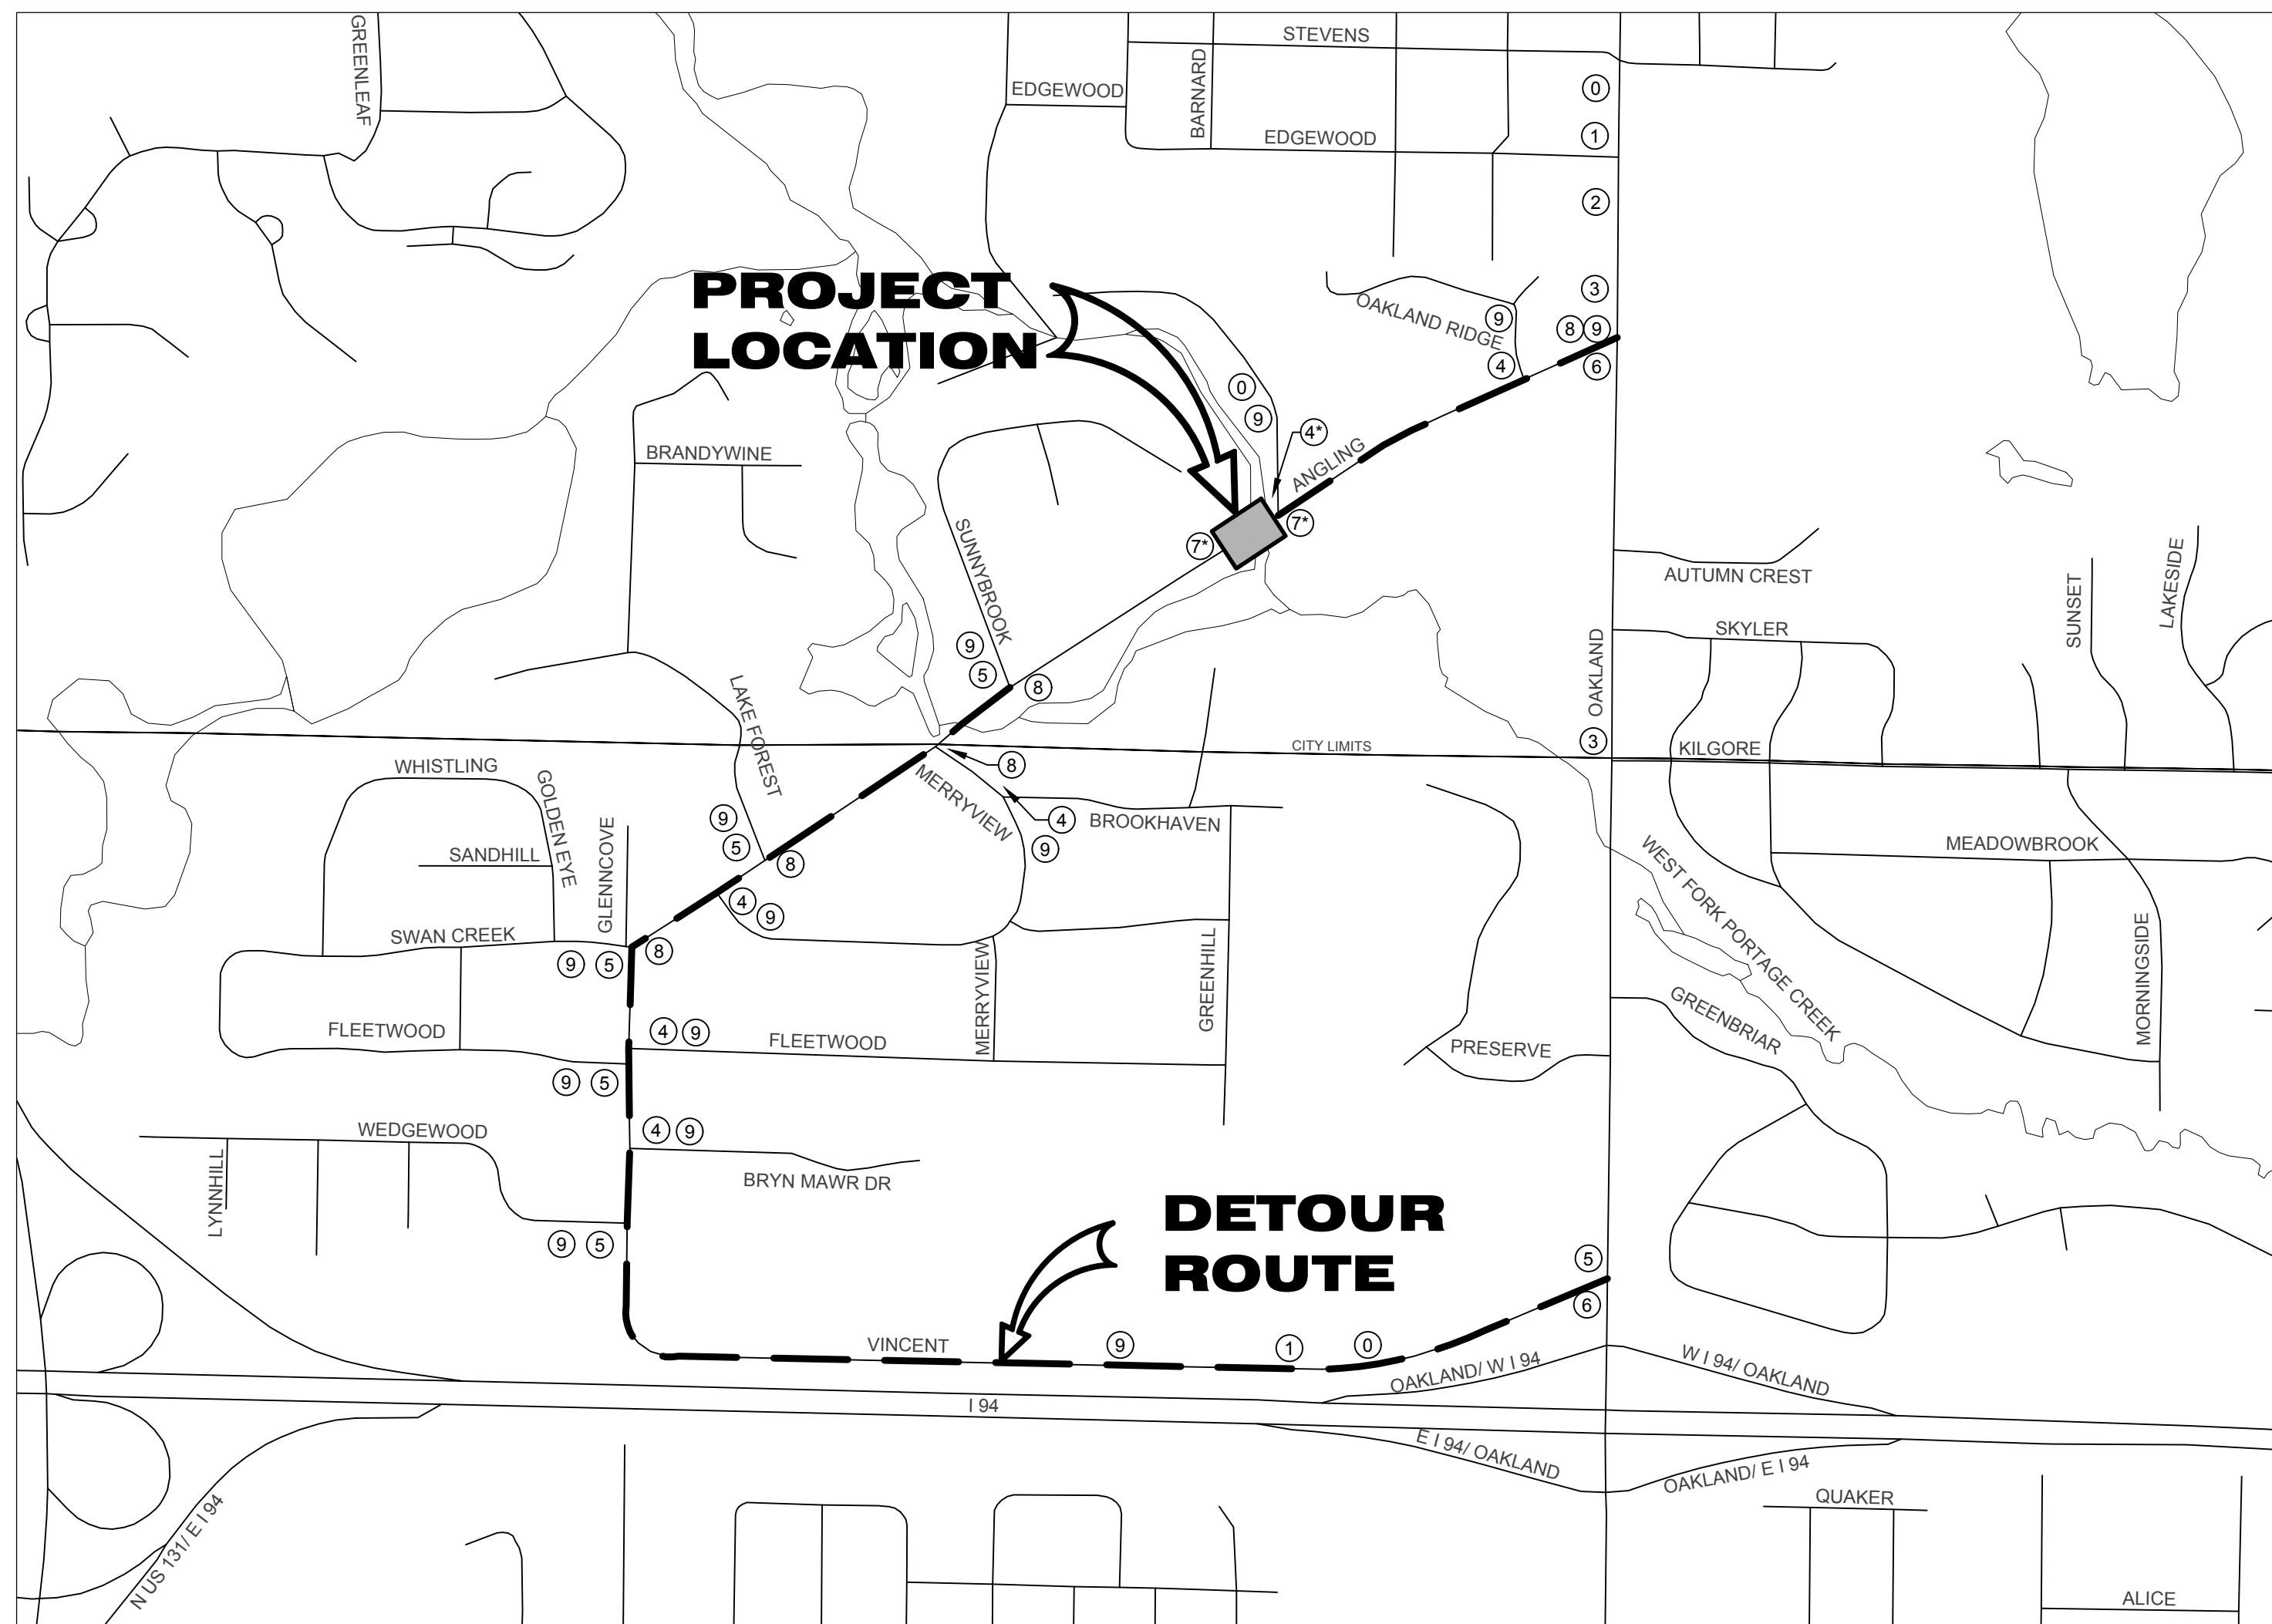 GREENLEAF
STEVENS
BARNARD
EDGEWOOD
EDGEWOOD
0
1
2
3
PROJECT
LOCATION
OAKLAND RIDGE
9
8
9
4
6
0
9
4*
ANGLING
7*
7*
BRANDYWINE
SUNNYBROOK
9
5
8
AUTUMN CREST
SKYLER
SUNSET
LAKESIDE
OAKLAND
3
KILGORE
CITY LIMITS
LAKE FOREST
WHISTLING
GOLDEN EYE
GLENNCOVE
SANDHILL
8
MERRYVIEW
4
9
BROOKHAVEN
9
5
8
MEADOWBROOK
WEST FORK PORTAGE CREEK
4
9
SWAN CREEK
9
5
8
MERRYVIEW
GREENHILL
GREENBRIAR
MORNINGSIDE
FLEETWOOD
4
9
FLEETWOOD
PRESERVE
9
5
WEDGEWOOD
4
9
LYNNHILL
BRYN MAWR DR
9
5
DETOUR
ROUTE
5
6
VINCENT
9
1
0
OAKLAND/ W I 94
W I 94/ OAKLAND
I 94
E I 94/ OAKLAND
OAKLAND/ E I 94
N US 131/ E I 94
QUAKER
ALICE